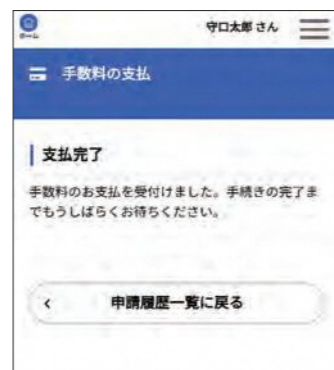 守口太郎 さん
ホーム
手数料の支払
支払完了
手数料のお支払を受付けました。手続きの完了ま
でもうしばらくお待ちください。
申請履歴一覧に戻る